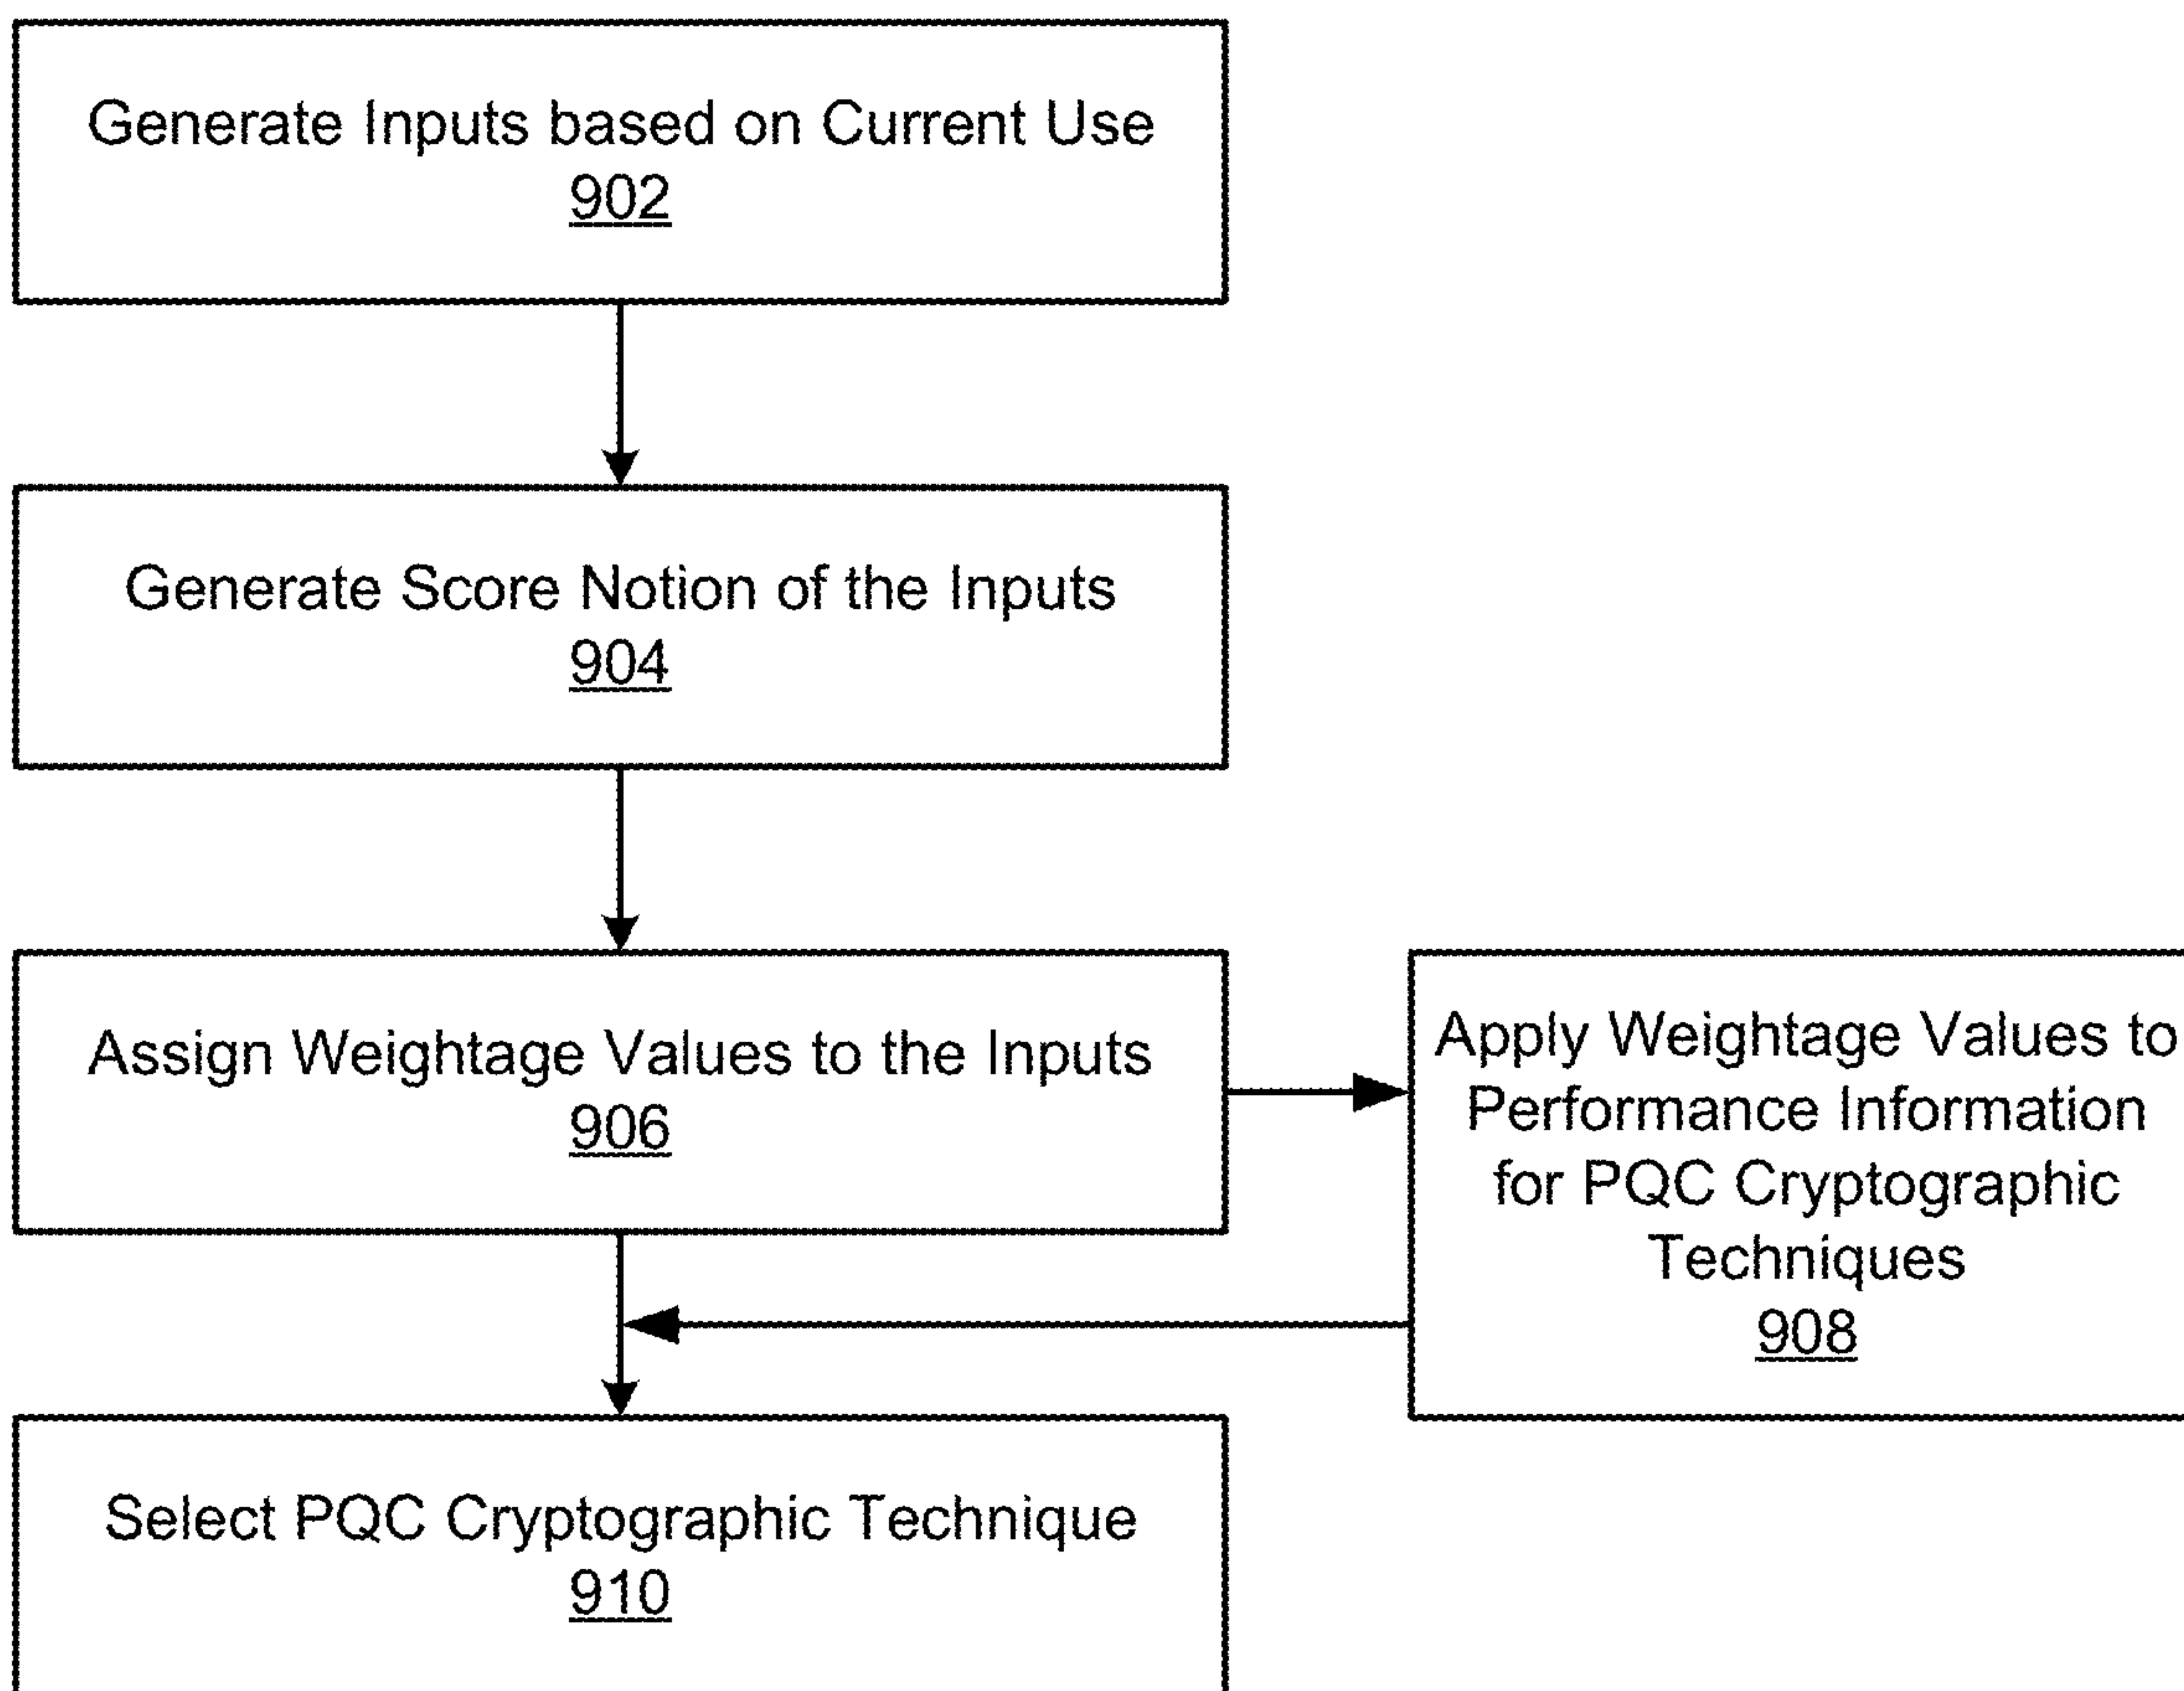 Generate Inputs based on Current Use
902
Generate Score Notion of the Inputs
904
Assign Weightage Values to the Inputs
906
Apply Weightage Values to
Performance Information
for PQC Cryptographic
Techniques
908
Select PQC Cryptographic Technique
910